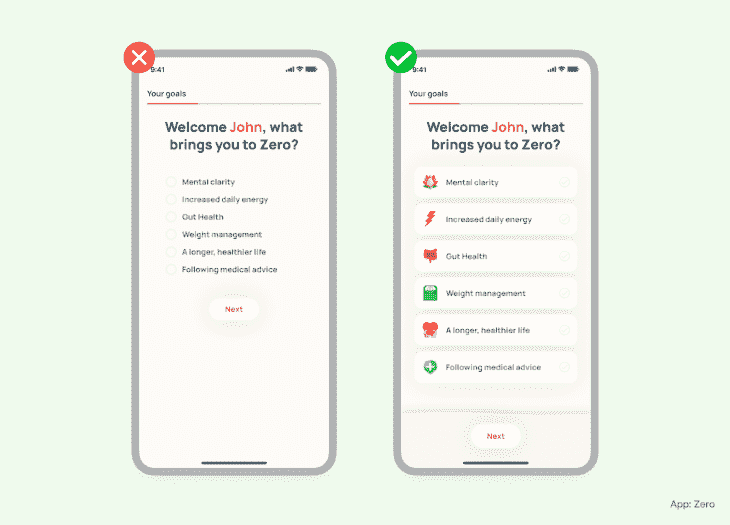 9:41
Your goals
Welcome John, what
brings you to Zero?
Mental clarity
Increased daily energy
Gut Health
Weight management
A longer, healthier life
Following medical advice
Next
9:41
Your goals
Welcome John, what
brings you to Zero?
Mental clarity
Increased daily energy
Gut Health
Weight management
A longer, healthier life
Following medical advice
Next
App: Zero